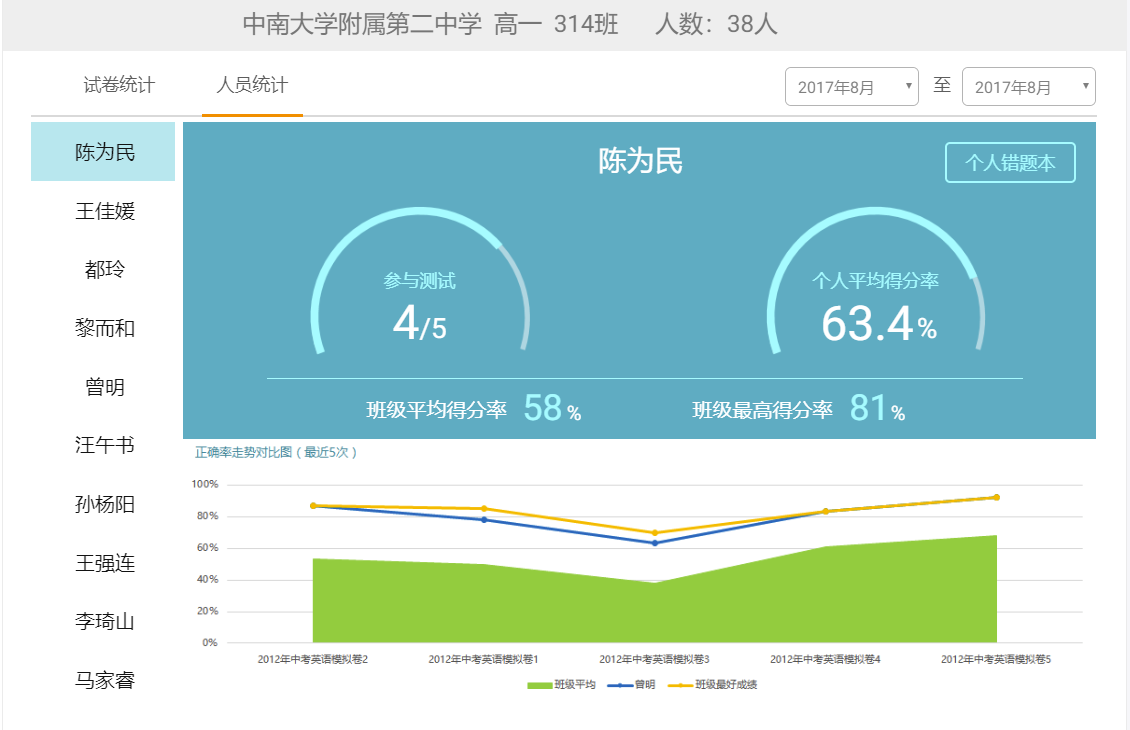 中南大学附属第二中学 高一 314班 人数：38人
试卷统计 人员统计 2017年8月 至 2017年8月
陈为民
王佳媛
都玲
黎而和
曾明
汪午书
孙杨阳
王强连
李琦山
马家睿
陈为民
个人错题本
参与测试
4/5
个人平均得分率
63.4%
班级平均得分率 58% 班级最高得分率 81%
正确率走势对比图（最近5次）
100%
80%
60%
40%
20%
0%
2012年中考英语模拟卷2 2012年中考英语模拟卷1 2012年中考英语模拟卷3 2012年中考英语模拟卷4 2012年中考英语模拟卷5
班级平均 曾明 班级最好成绩